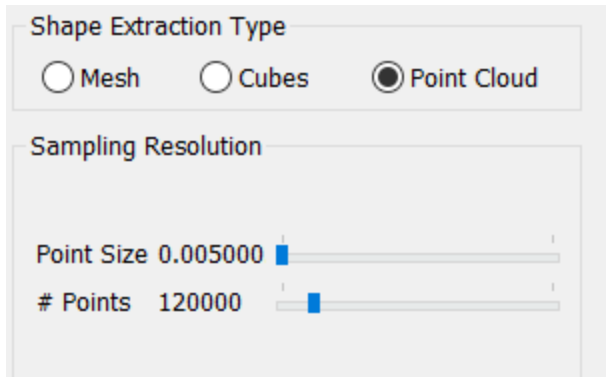 Shape Extraction Type
Mesh Cubes Point Cloud
Sampling Resolution
Point Size 0.005000
# Points 120000